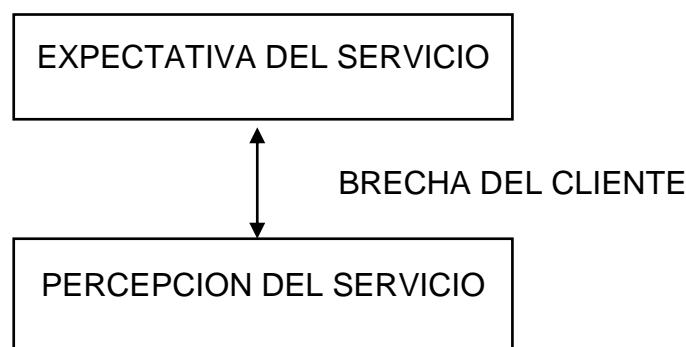 EXPECTATIVA DEL SERVICIO
BRECHA DEL CLIENTE
PERCEPCION DEL SERVICIO